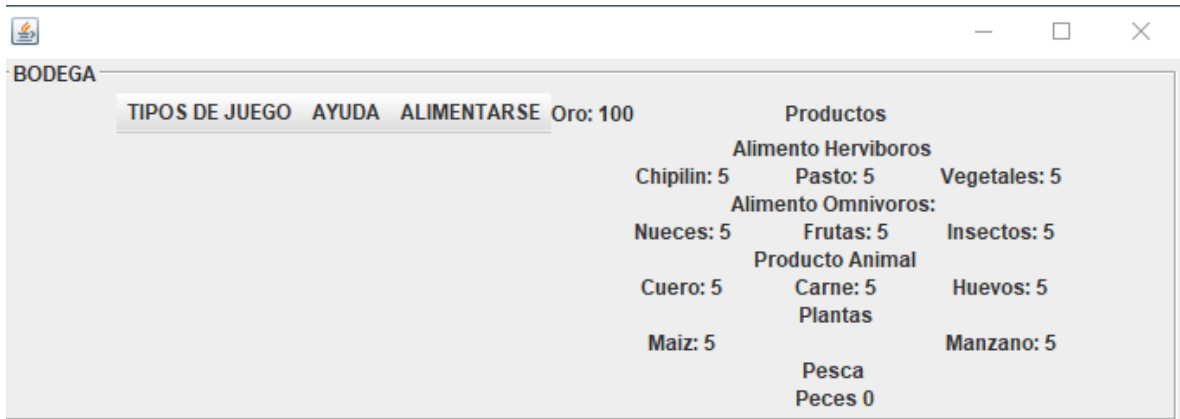 BODEGA
TIPOS DE JUEGO AYUDA ALIMENTARSE Oro: 100 Productos
Alimento Herviboros
Chipilin: 5 Pasto: 5 Vegetales: 5
Alimento Omnivoros:
Nueces: 5 Frutas: 5 Insectos: 5
Producto Animal
Cuero: 5 Carne: 5 Huevos: 5
Plantas
Maiz: 5 Manzano: 5
Pesca
Peces 0